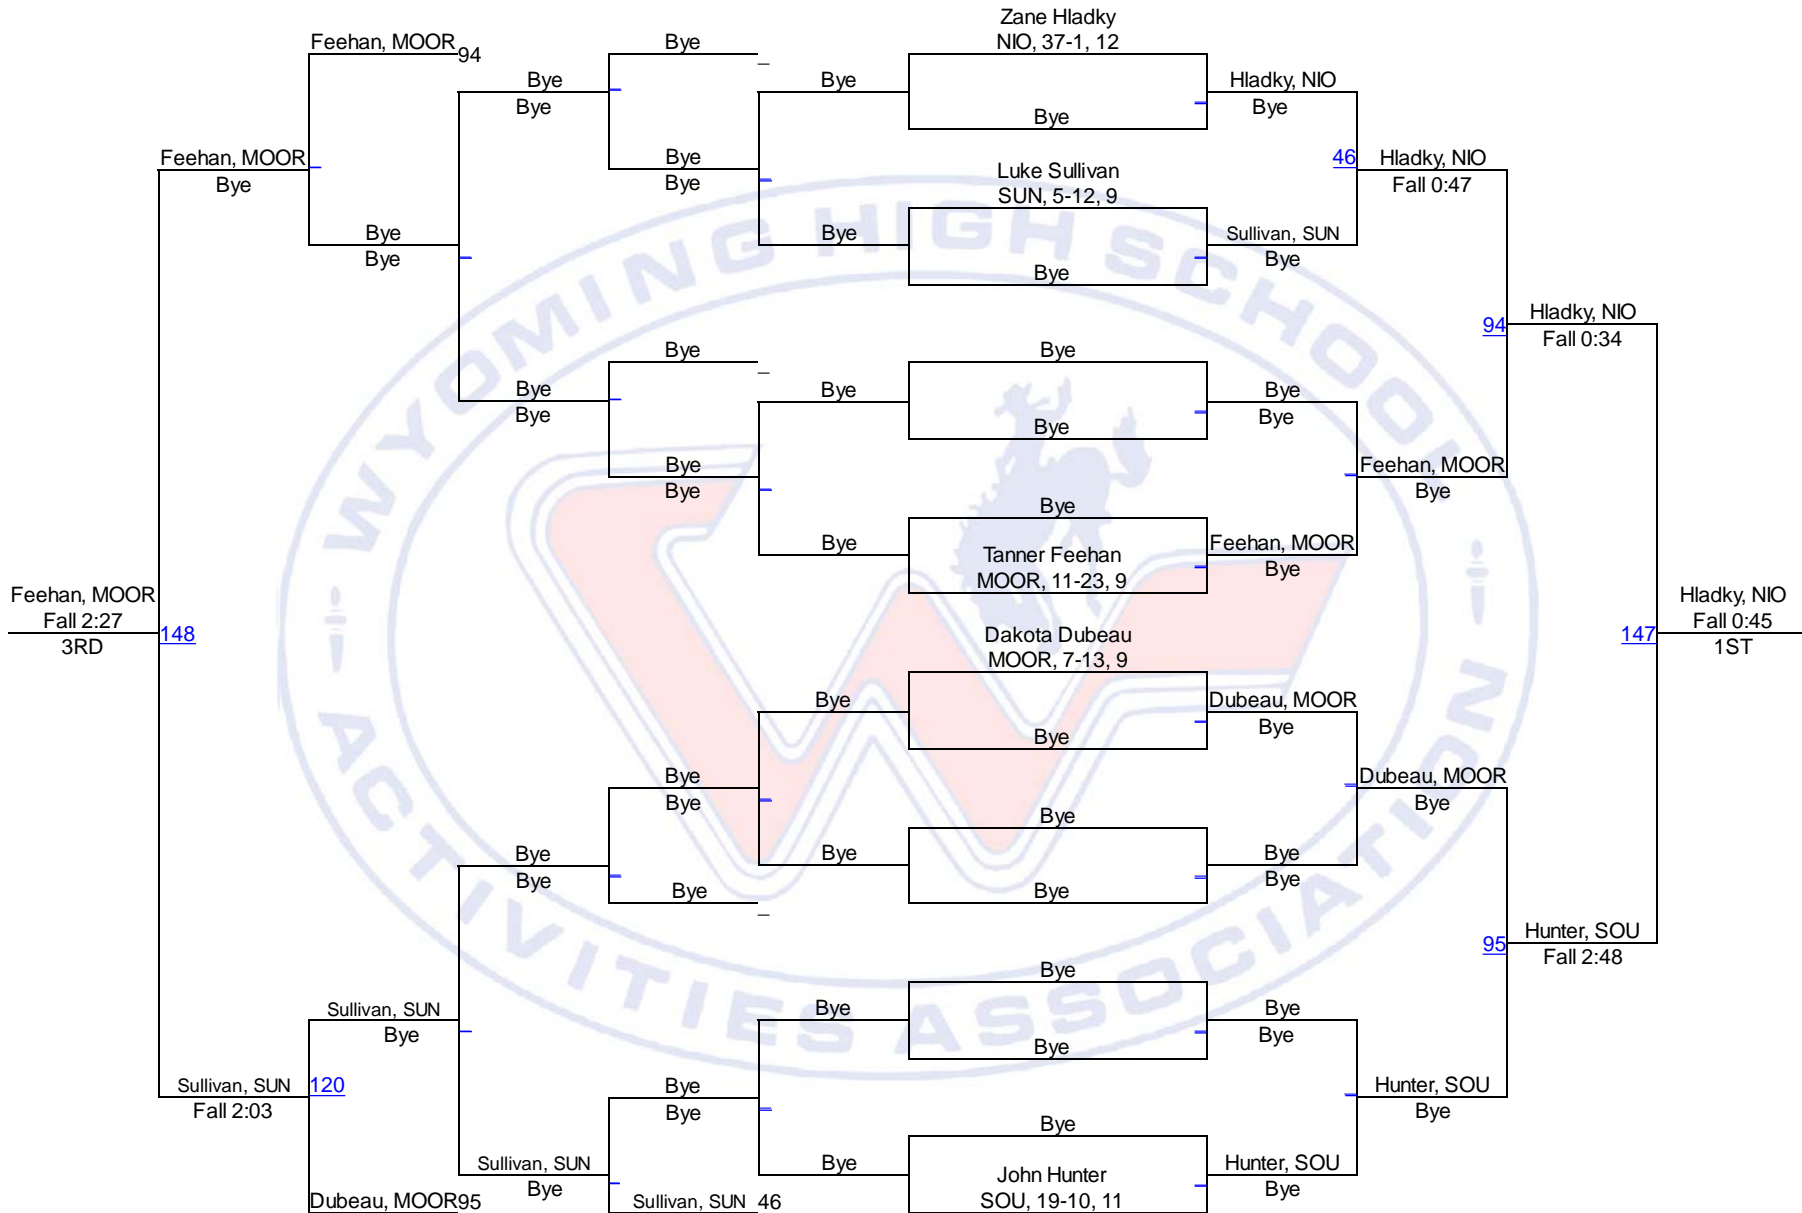 Zane Hladky
NIO, 37-1, 12
Feehan, MOOR 94
Bye
Bye
Bye
Bye
Bye
Hladky, NIO
Bye
Bye
Bye
Bye
46
Hladky, NIO
Fall 0:47
Feehan, MOOR
Bye
Luke Sullivan
SUN, 5-12, 9
Bye
Bye
Bye
Sullivan, SUN
Bye
Bye
WYOMING HIGH SCHOOL
94
Hladky, NIO
Fall 0:34
Bye
Bye
Bye
Bye
Bye
Bye
Bye
Bye
Bye
Bye
Feehan, MOOR
Bye
Bye
Bye
Tanner Feehan
MOOR, 11-23, 9
Feehan, MOOR
Bye
Feehan, MOOR
Fall 2:27
3RD
148
Hladky, NIO
Fall 0:45
1ST
147
Dakota Dubeau
MOOR, 7-13, 9
Bye
Dubeau, MOOR
Bye
Bye
Bye
Bye
Dubeau, MOOR
Bye
Bye
Bye
Bye
Bye
Bye
Bye
Bye
Bye
Bye
95
Hunter, SOU
Fall 2:48
ACTIVITIES ASSOCIATION
Bye
Sullivan, SUN
Bye
Bye
Bye
Bye
Bye
Sullivan, SUN
Fall 2:03
120
Bye
Bye
Hunter, SOU
Bye
Bye
Sullivan, SUN
Bye
Bye
John Hunter
SOU, 19-10, 11
Hunter, SOU
Bye
Dubeau, MOOR 95
Sullivan, SUN 46